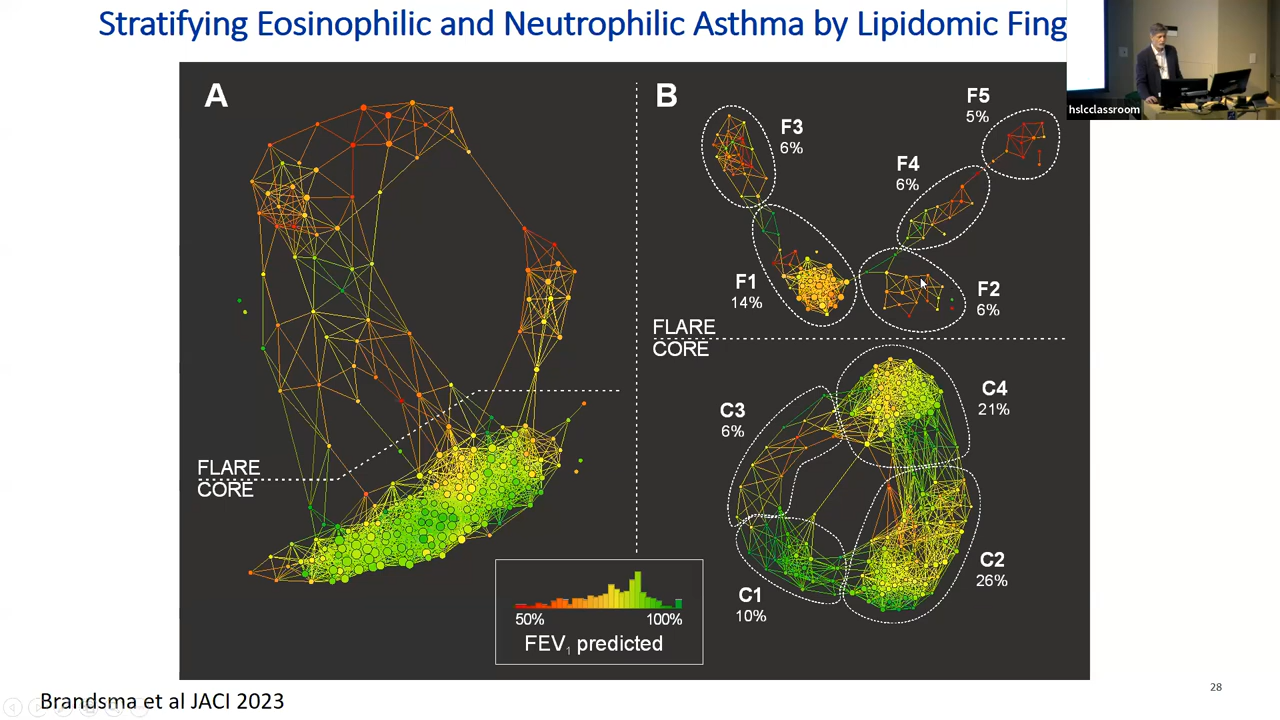 Stratifying Eosinophilic and Neutrophilic Asthma by Lipidomic Fing
hslcclassroom
A
B
F3
6%
F5
5%
F4
6%
F1
14%
F2
6%
FLARE
CORE
C4
21%
C3
6%
FLARE
CORE
C2
26%
C1
10%
50%
100%
FEV1 predicted
Brandsma et al JACI 2023
28